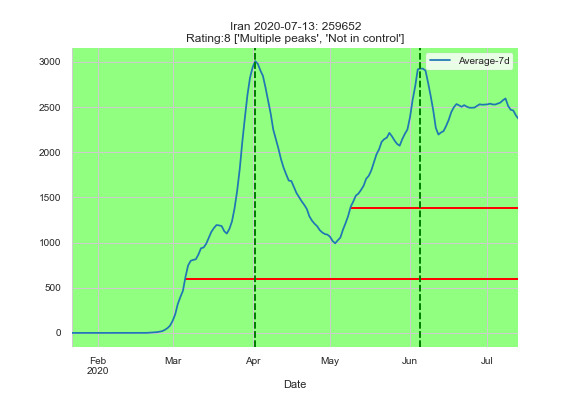 Iran 2020-07-13: 259652
Rating:8 ['Multiple peaks', 'Not in control']
Average-7d
3000
2500
2000
1500
1000
500
0
Feb
2020
Mar
Apr
May
Jun
Jul
Date